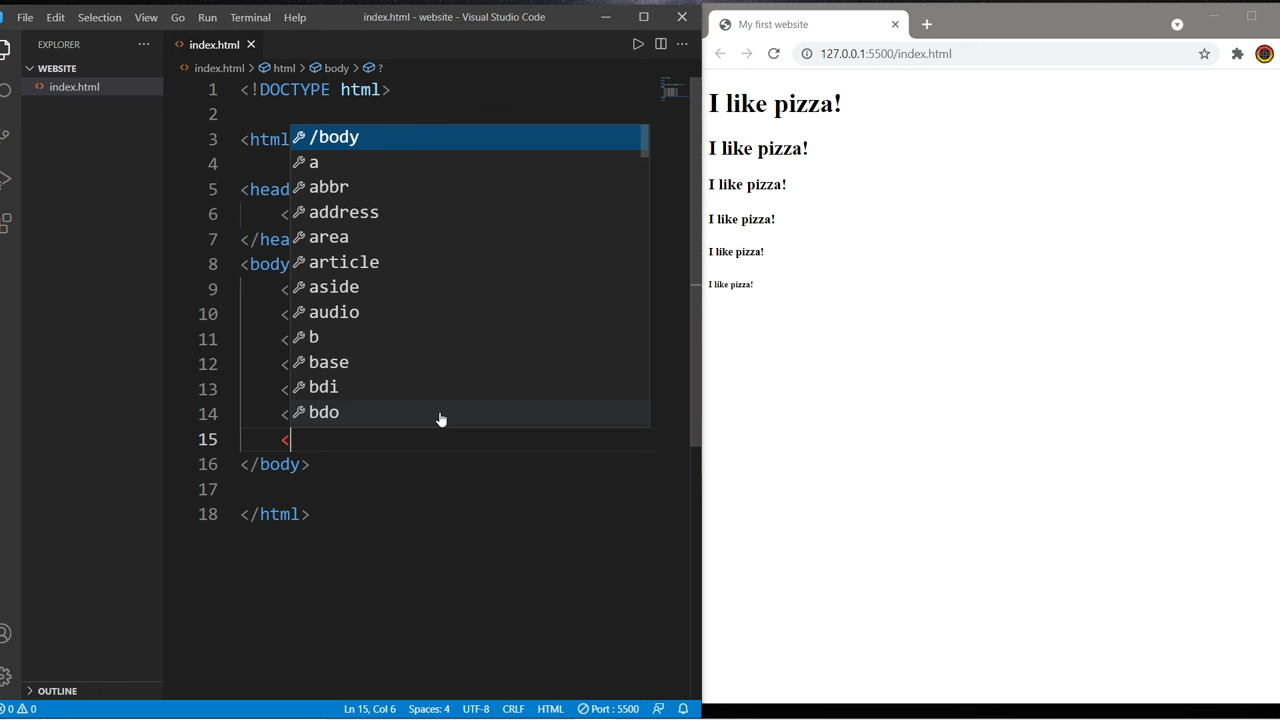 File Edit Selection View Go Run Terminal Help index.html - website - Visual Studio Code
EXPLORER
WEBSITE
index.html
index.html
index.html > html > body > ?
1 <!DOCTYPE html>
2
3 <html
4
5 <head
6 <
7 </hea
8 <body
9 <
10 <
11 <
12 <
13 <
14 <
15 <
16 </body>
17
18 </html>
/body
a
abbr
address
area
article
aside
audio
b
base
bdi
bdo
OUTLINE
0 0 Ln 15, Col 6 Spaces: 4 UTF-8 CRLF HTML Port : 5500
My first website
127.0.0.1:5500/index.html
I like pizza!
I like pizza!
I like pizza!
I like pizza!
I like pizza!
I like pizza!